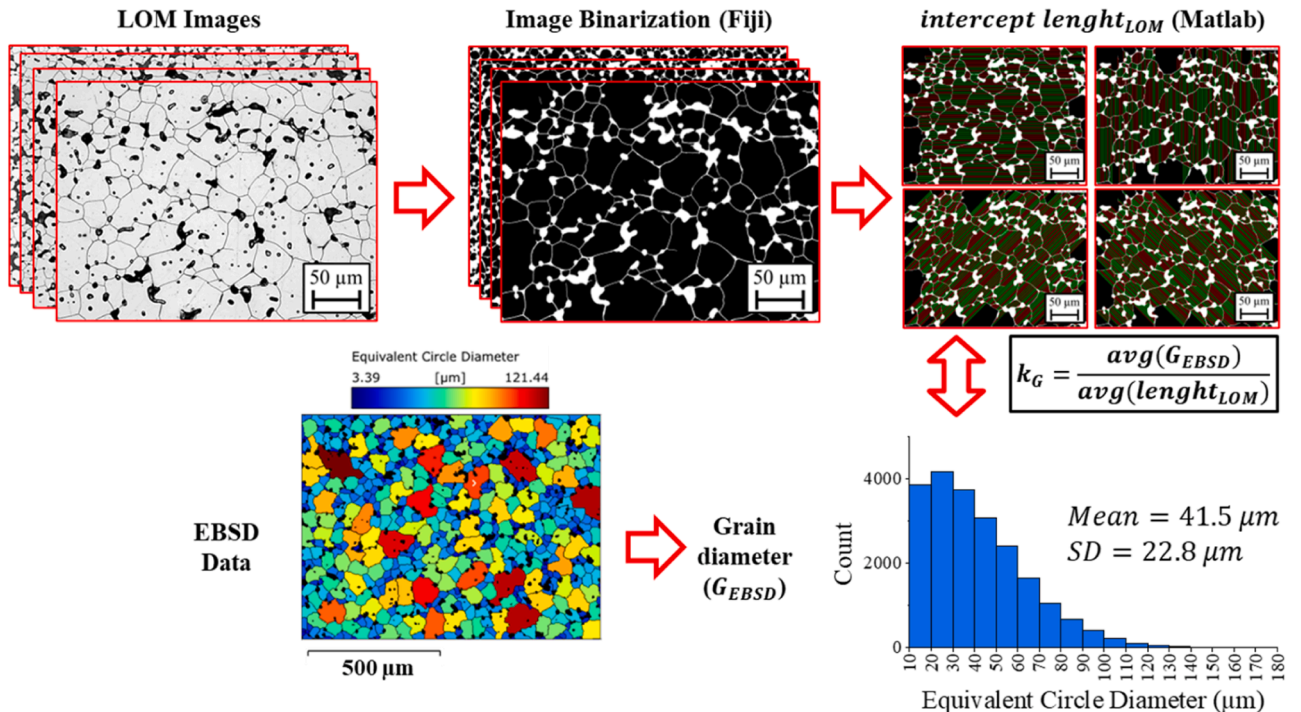 LOM Images
Image Binarization (Fiji)
intercept lenght_LOM (Matlab)
50 µm
50 µm
50 µm
50 µm
50 µm
50 µm
k_G = avg(G_EBSD) / avg(lenght_LOM)
Equivalent Circle Diameter
3.39 [µm] 121.44
EBSD
Data
500 µm
Grain
diameter
(G_EBSD)
Mean = 41.5 µm
SD = 22.8 µm
Count
4000
2000
0
10 20 30 40 50 60 70 80 90 100 110 120 130 140 150 160 170 180
Equivalent Circle Diameter (µm)